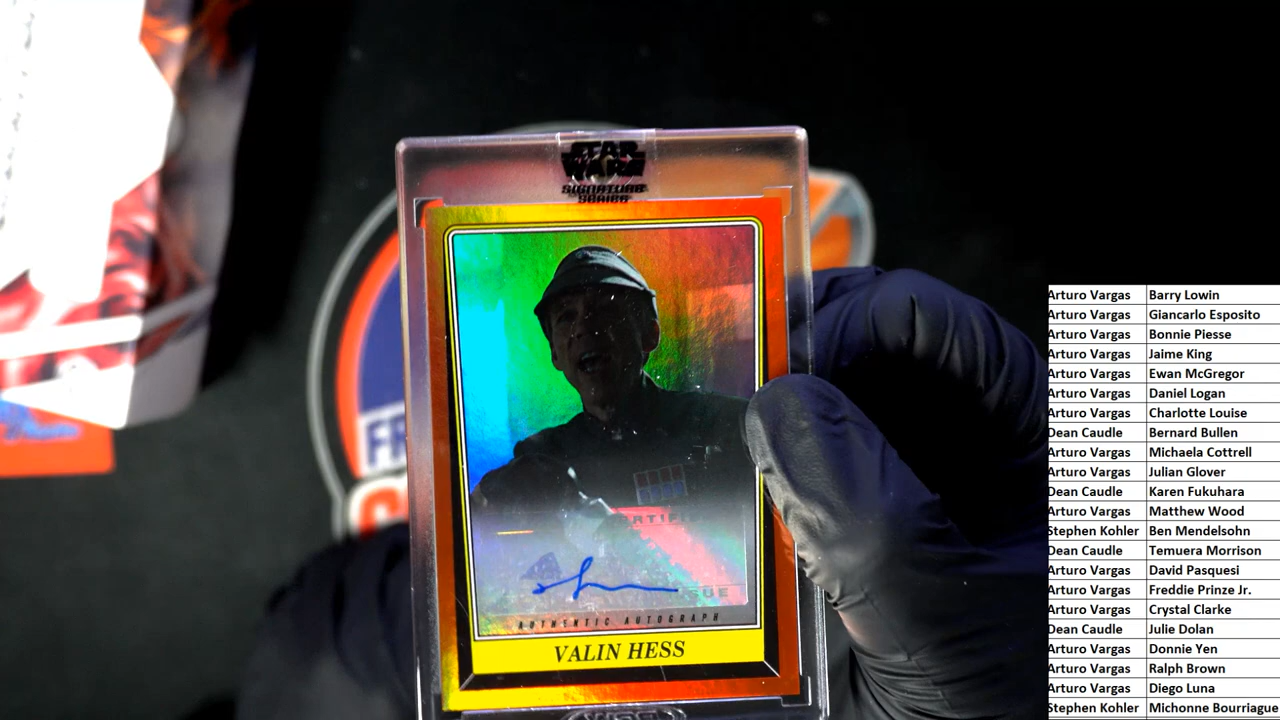 STAR
WARS
SIGNATURE
SERIES
AUTHENTIC AUTOGRAPH
VALIN HESS
FR
Arturo Vargas Barry Lowin
Arturo Vargas Giancarlo Esposito
Arturo Vargas Bonnie Piesse
Arturo Vargas Jaime King
Arturo Vargas Ewan McGregor
Arturo Vargas Daniel Logan
Arturo Vargas Charlotte Louise
Dean Caudle Bernard Bullen
Arturo Vargas Michaela Cottrell
Arturo Vargas Julian Glover
Dean Caudle Karen Fukuhara
Arturo Vargas Matthew Wood
Stephen Kohler Ben Mendelsohn
Dean Caudle Temuera Morrison
Arturo Vargas David Pasquesi
Arturo Vargas Freddie Prinze Jr.
Arturo Vargas Crystal Clarke
Dean Caudle Julie Dolan
Arturo Vargas Donnie Yen
Arturo Vargas Ralph Brown
Arturo Vargas Diego Luna
Stephen Kohler Michonne Bourriague